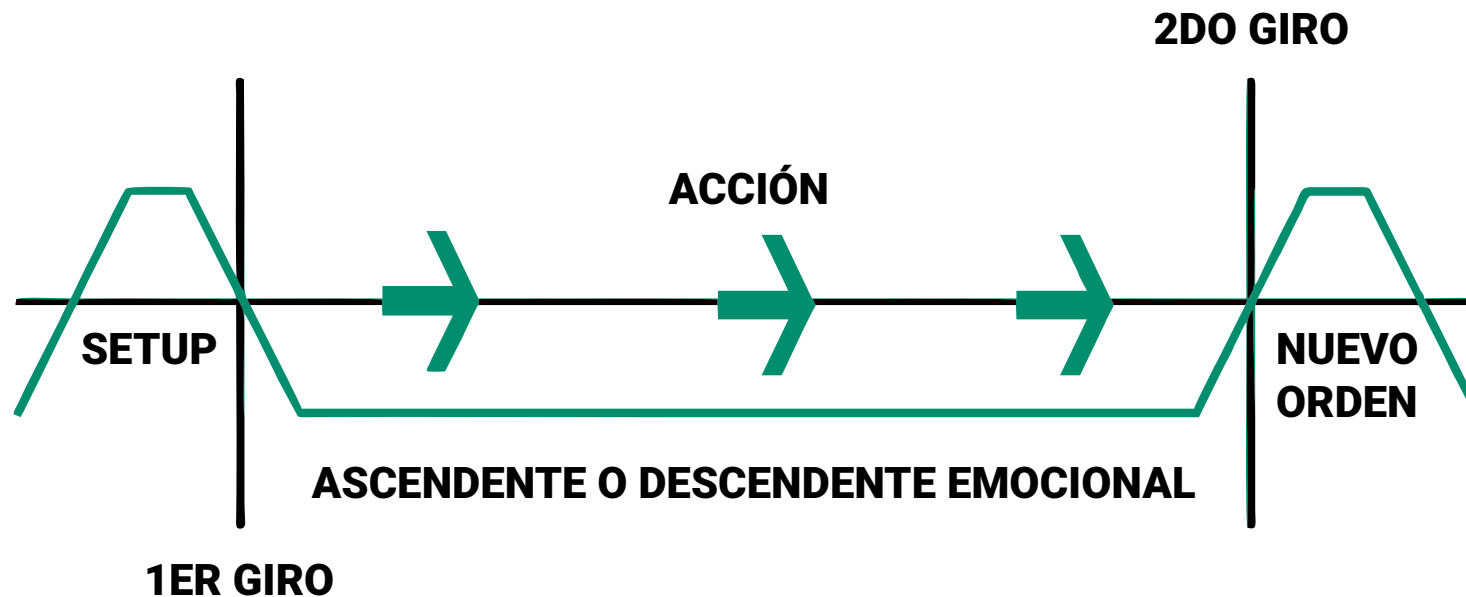 2DO GIRO
ACCIÓN
SETUP
NUEVO
ORDEN
ASCENDENTE O DESCENDENTE EMOCIONAL
1ER GIRO